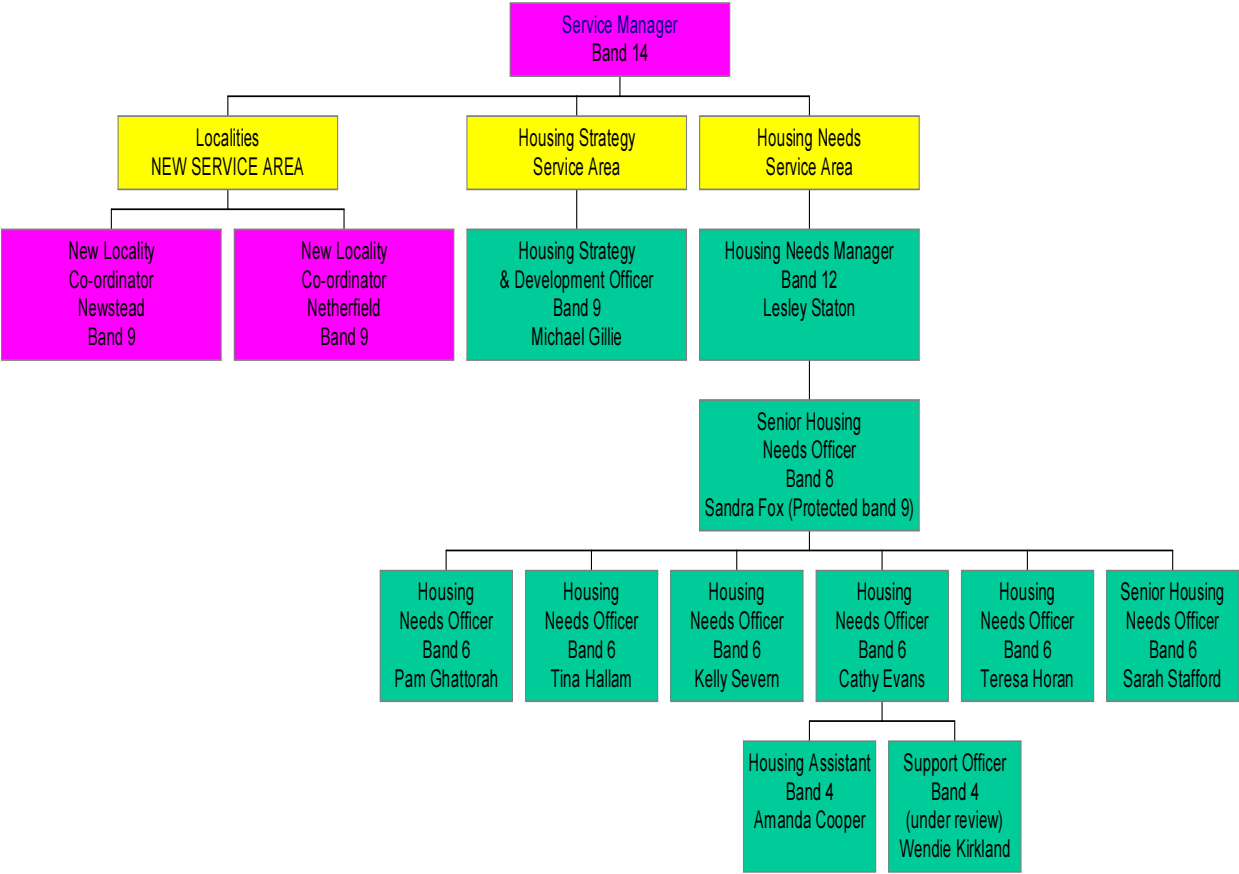 Service Manager
Band 14
Localities
NEW SERVICE AREA
Housing Strategy
Service Area
Housing Needs
Service Area
New Locality
Co-ordinator
Newstead
Band 9
New Locality
Co-ordinator
Netherfield
Band 9
Housing Strategy
& Development Officer
Band 9
Michael Gillie
Housing Needs Manager
Band 12
Lesley Staton
Senior Housing
Needs Officer
Band 8
Sandra Fox (Protected band 9)
Housing
Needs Officer
Band 6
Pam Ghattorah
Housing
Needs Officer
Band 6
Tina Hallam
Housing
Needs Officer
Band 6
Kelly Severn
Housing
Needs Officer
Band 6
Cathy Evans
Housing
Needs Officer
Band 6
Teresa Horan
Senior Housing
Needs Officer
Band 6
Sarah Stafford
Housing Assistant
Band 4
Amanda Cooper
Support Officer
Band 4
(under review)
Wendie Kirkland